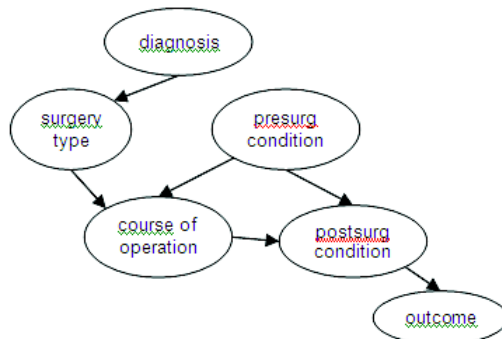 diagnosis
surgery
type
presurg
condition
course of
operation
postsurg
condition
outcome